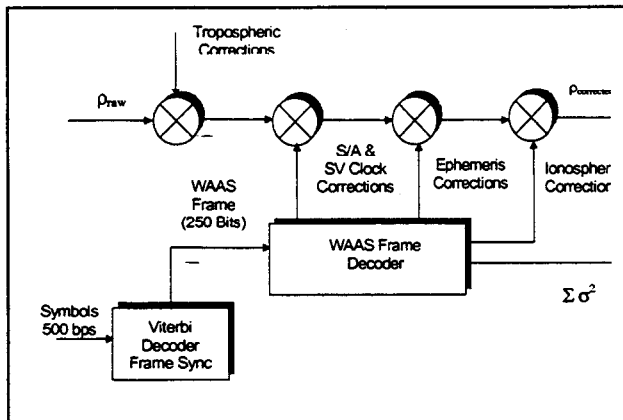 Tropospheric
Corrections
ρraw
ρcorrecte
S/A &
SV Clock
Corrections
Ephemeris
Corrections
Ionospher
Correction
WAAS
Frame
(250 Bits)
WAAS Frame
Decoder
Σ σ²
Symbols
500 bps
Viterbi
Decoder
Frame Sync